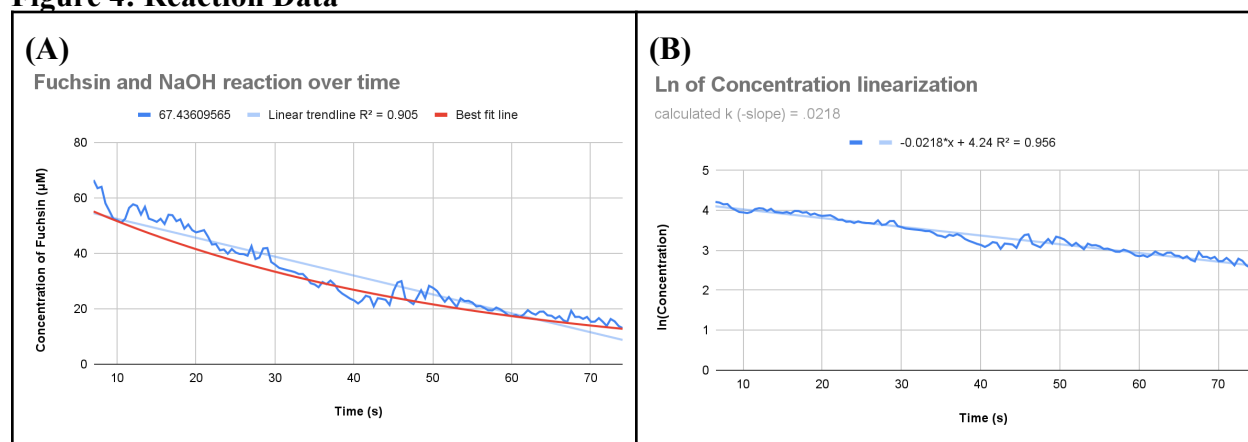 Figure 4: Reaction Data
(A)
Fuchsin and NaOH reaction over time
67.43609565 Linear trendline R² = 0.905 Best fit line
Concentration of Fuchsin (µM)
80
60
40
20
0
10 20 30 40 50 60 70
Time (s)
(B)
Ln of Concentration linearization
calculated k (-slope) = .0218
-0.0218*x + 4.24 R² = 0.956
ln(Concentration)
5
4
3
2
1
0
10 20 30 40 50 60 70
Time (s)